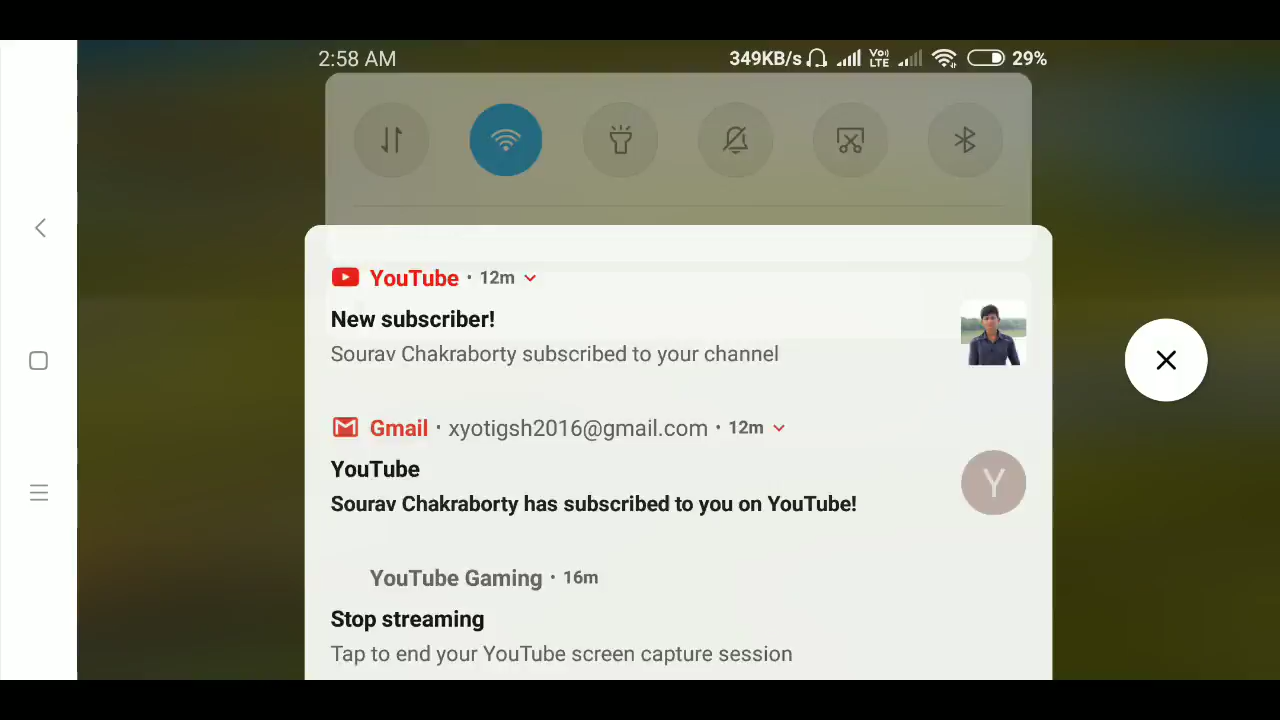 2:58 AM 349KB/s Vo) LTE 29%
YouTube · 12m
New subscriber!
Sourav Chakraborty subscribed to your channel
Gmail · xyotigsh2016@gmail.com · 12m
YouTube
Y
Sourav Chakraborty has subscribed to you on YouTube!
YouTube Gaming · 16m
Stop streaming
Tap to end your YouTube screen capture session